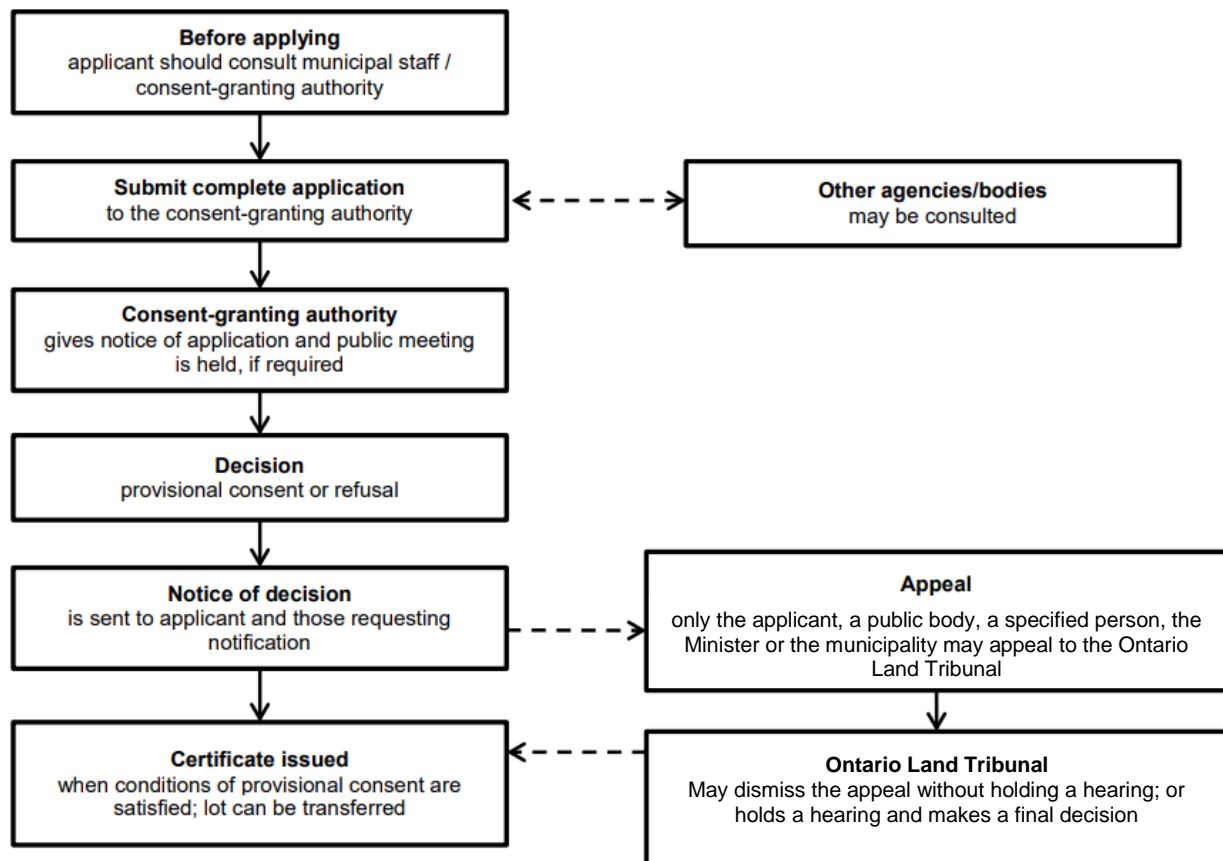 Before applying
applicant should consult municipal staff /
consent-granting authority
Submit complete application
to the consent-granting authority
Other agencies/bodies
may be consulted
Consent-granting authority
gives notice of application and public meeting
is held, if required
Decision
provisional consent or refusal
Notice of decision
is sent to applicant and those requesting
notification
Appeal
only the applicant, a public body, a specified person, the
Minister or the municipality may appeal to the Ontario
Land Tribunal
Certificate issued
when conditions of provisional consent are
satisfied; lot can be transferred
Ontario Land Tribunal
May dismiss the appeal without holding a hearing; or
holds a hearing and makes a final decision